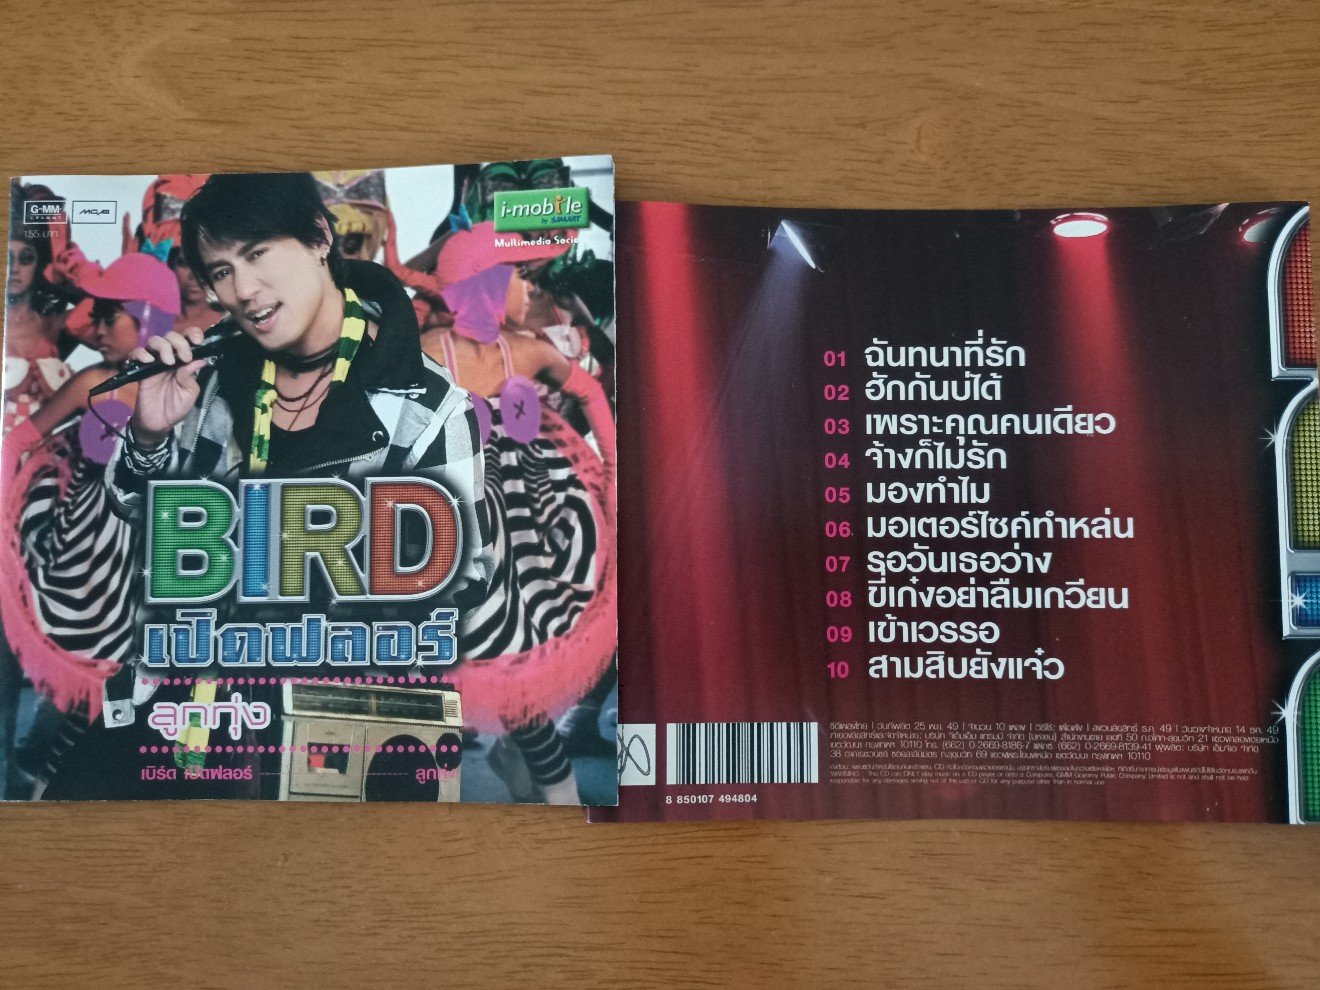 G-MM
GRAMMY
MGA
155 บาท
i-mobile
by SAMART
Multimedia Socie
BIRD
เปิดฟลอร์
ลูกทุ่ง
เบิร์ด เปิดฟลอร์ ลูกทุ่ง
01 ฉันทนาที่รัก
02 ฮักกันบ่ได้
03 เพราะคุณคนเดียว
04 จ้างก็ไม่รัก
05 มองทำไม
06 มอเตอร์ไซค์ทำหล่น
07 รอวันเธอว่าง
08 ขี่เก๋งอย่าลืมเกวียน
09 เข้าเวรรอ
10 สามสิบยังแจ๋ว
8 850107 494804